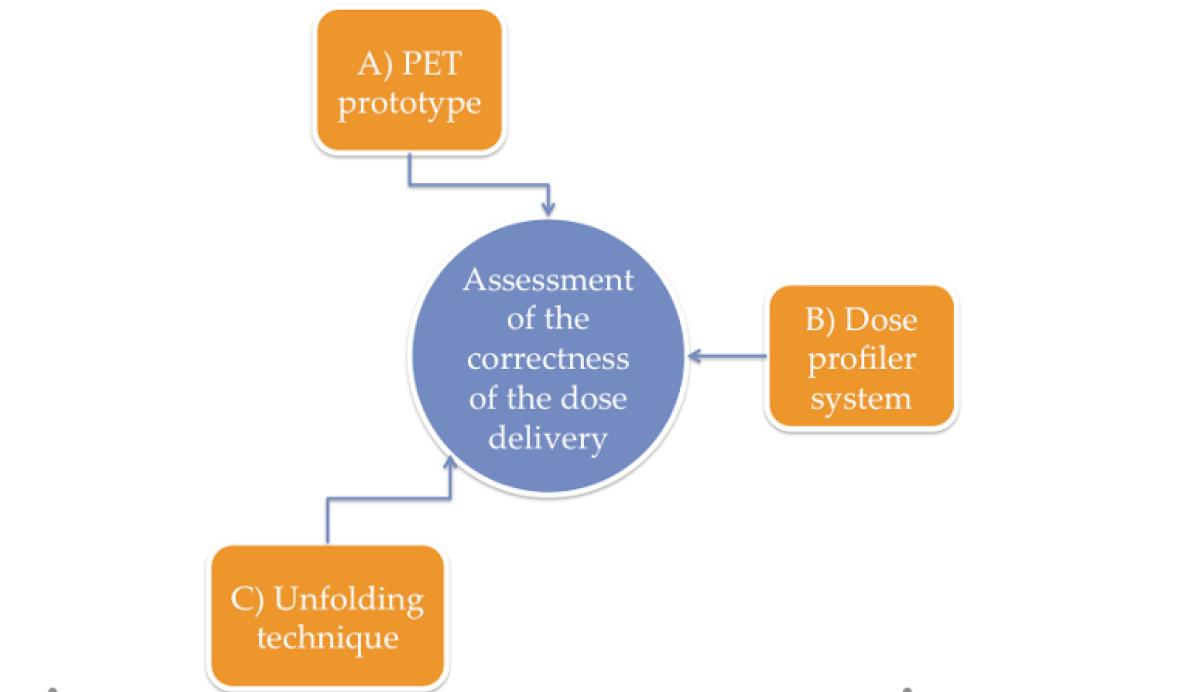 A) PET
prototype
Assessment
of the
correctness
of the dose
delivery
B) Dose
profiler
system
C) Unfolding
technique